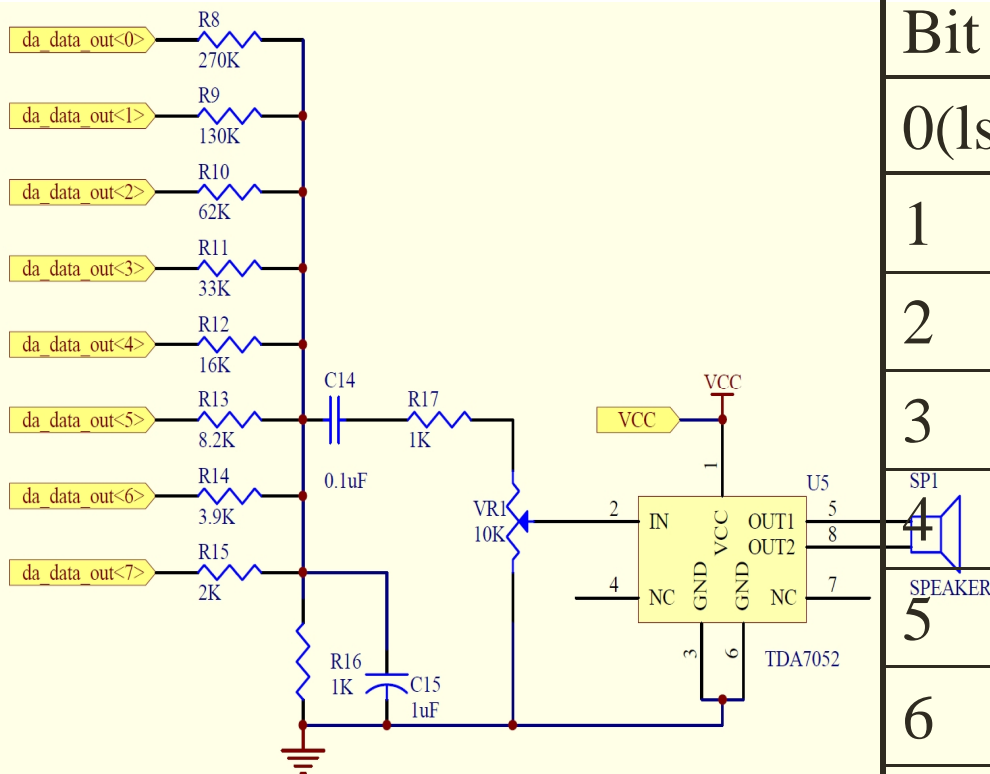 da_data_out<0>
R8
270K
da_data_out<1>
R9
130K
da_data_out<2>
R10
62K
da_data_out<3>
R11
33K
da_data_out<4>
R12
16K
da_data_out<5>
R13
8.2K
da_data_out<6>
R14
3.9K
da_data_out<7>
R15
2K
C14
0.1uF
R17
1K
VR1
10K
R16
1K
C15
1uF
VCC
VCC
1
2
IN
VCC
OUT1
OUT2
5
8
4
NC
GND
GND
NC
7
3
6
U5
TDA7052
SP1
SPEAKER
Bit
0(ls
1
2
3
4
5
6